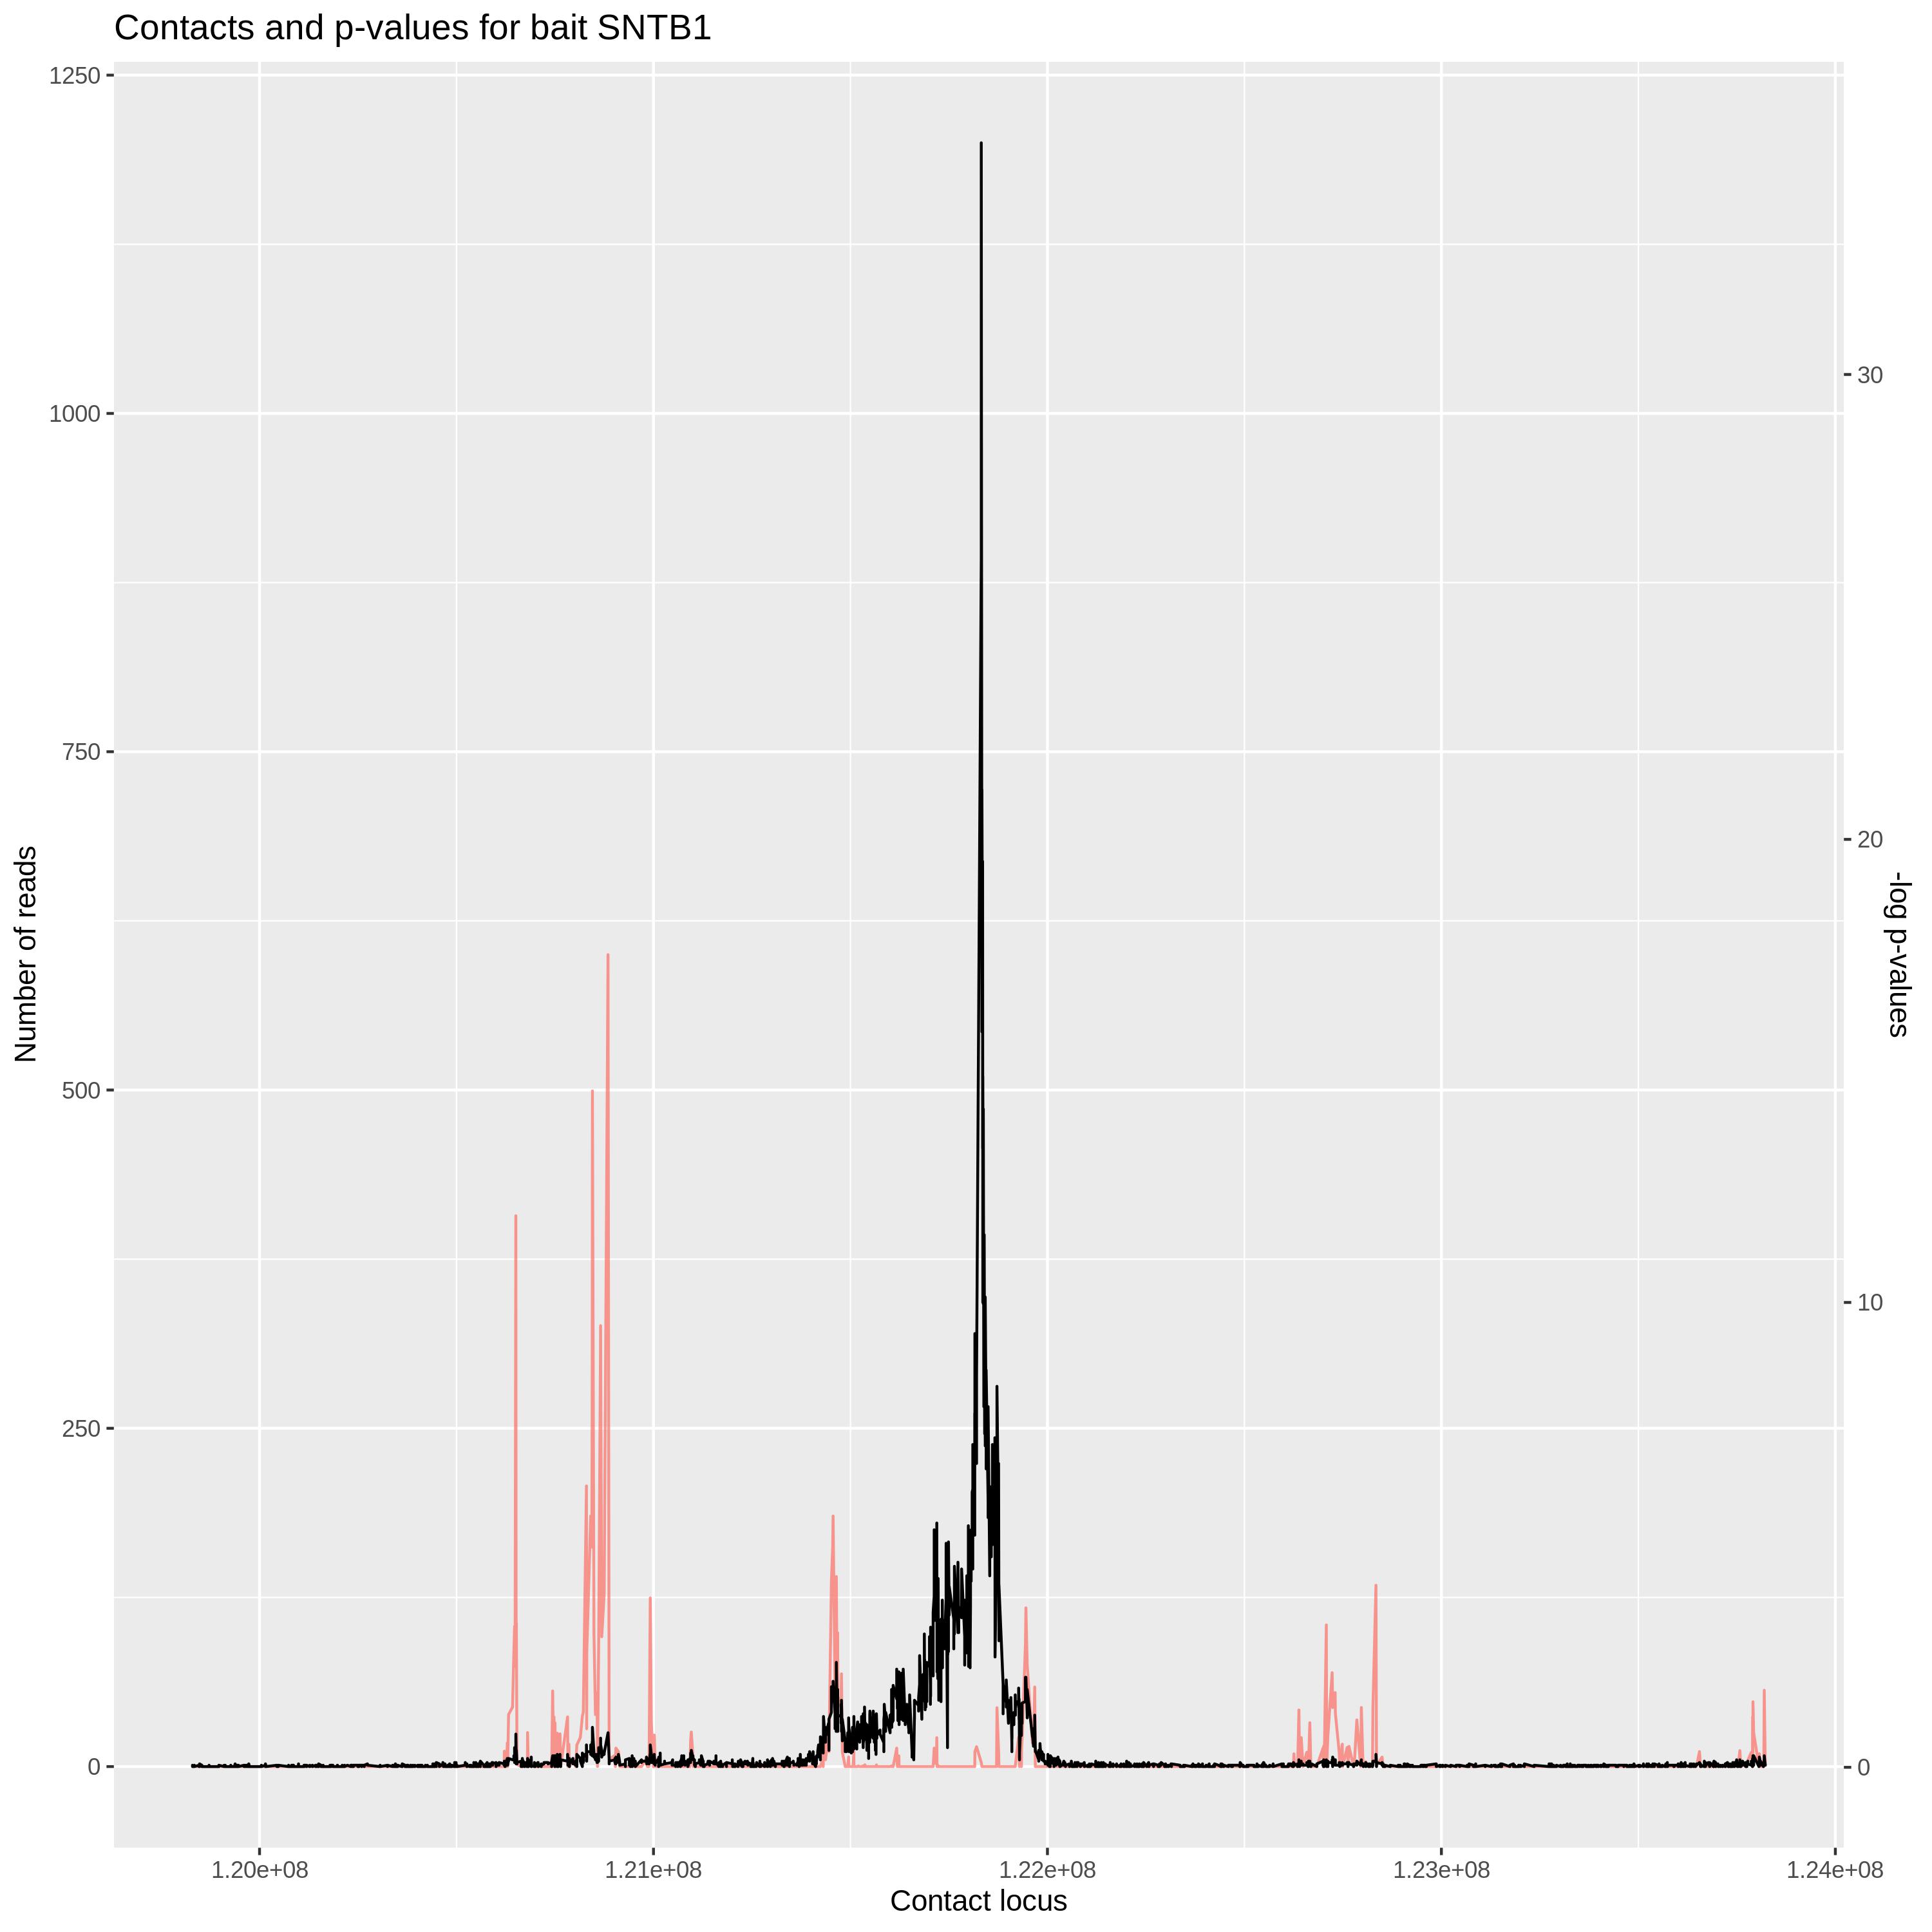 Contacts and p-values for bait SNTB1
1250
1000
750
500
250
0
Number of reads
30
20
10
0
-log p-values
1.20e+08
1.21e+08
1.22e+08
1.23e+08
1.24e+08
Contact locus